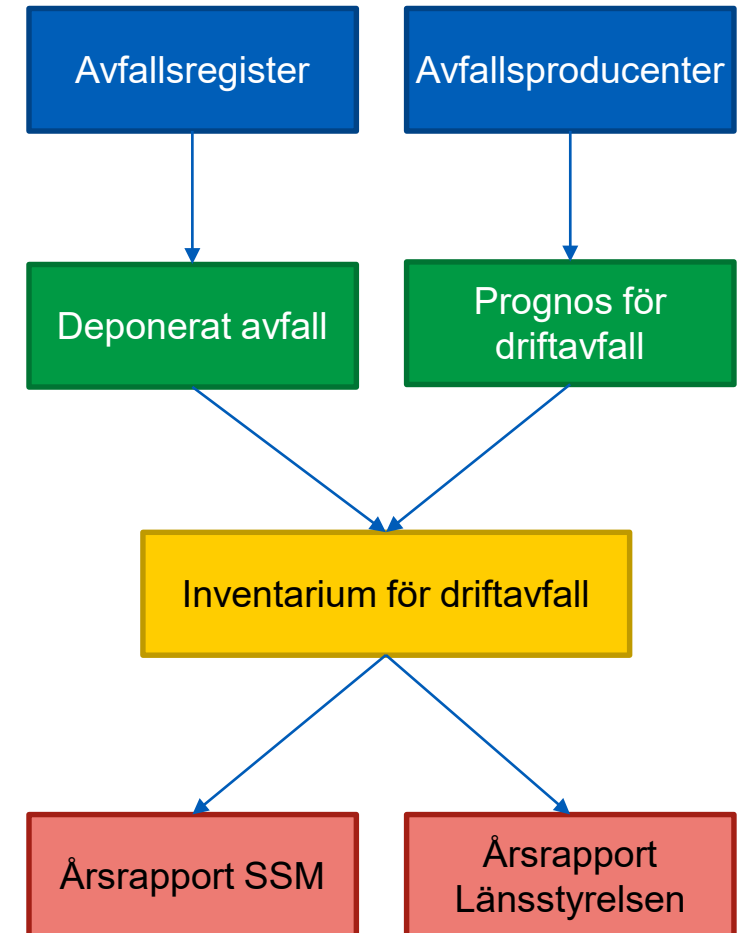 Avfallsregister
Avfallsproducenter
Deponerat avfall
Prognos för
driftavfall
Inventarium för driftavfall
Årsrapport SSM
Årsrapport
Länsstyrelsen